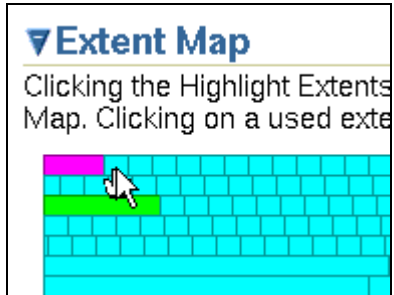 Extent Map
Clicking the Highlight Extents
Map. Clicking on a used exte